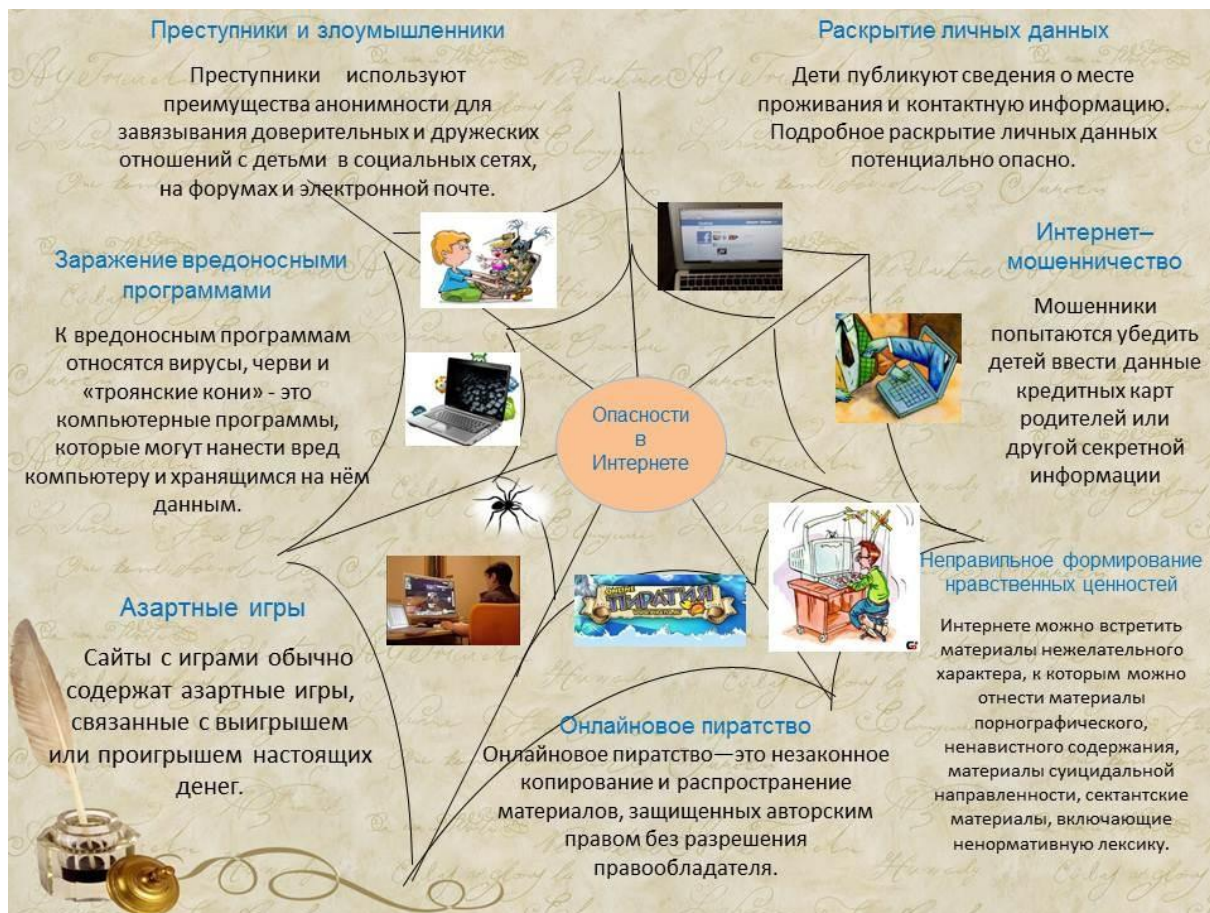 Преступники и злоумышленники
Преступники используют
преимущества анонимности для
завязывания доверительных и дружеских
отношений с детьми в социальных сетях,
на форумах и электронной почте.
Раскрытие личных данных
Дети публикуют сведения о месте
проживания и контактную информацию.
Подробное раскрытие личных данных
потенциально опасно.
Заражение вредоносными
программами
К вредоносным программам
относятся вирусы, черви и
«троянские кони» - это
компьютерные программы,
которые могут нанести вред
компьютеру и хранящимся на нём
данным.
Интернет–
мошенничество
Мошенники
попытаются убедить
детей ввести данные
кредитных карт
родителей или
другой секретной
информации
Опасности
в
Интернете
Азартные игры
Сайты с играми обычно
содержат азартные игры,
связанные с выигрышем
или проигрышем настоящих
денег.
ONLINE
ПИРАТИЯ
Онлайновое пиратство
Онлайновое пиратство—это незаконное
копирование и распространение
материалов, защищенных авторским
правом без разрешения
правообладателя.
Неправильное формирование
нравственных ценностей
Интернете можно встретить
материалы нежелательного
характера, к которым можно
отнести материалы
порнографического,
ненавистного содержания,
материалы суицидальной
направленности, сектантские
материалы, включающие
ненормативную лексику.